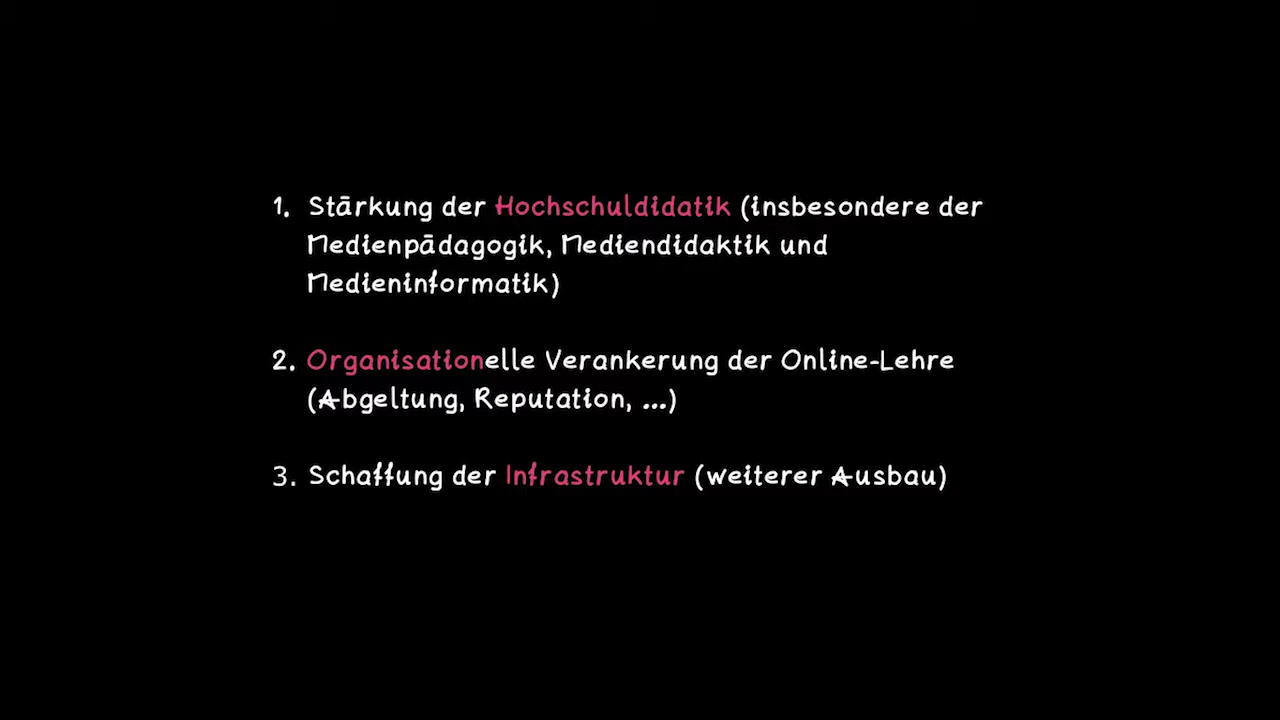 1. Stärkung der Hochschuldidatik (insbesondere der
Medienpädagogik, Mediendidaktik und
Medieninformatik)
2. Organisationelle Verankerung der Online-Lehre
(Abgeltung, Reputation, ...)
3. Schaffung der Infrastruktur (weiterer Ausbau)